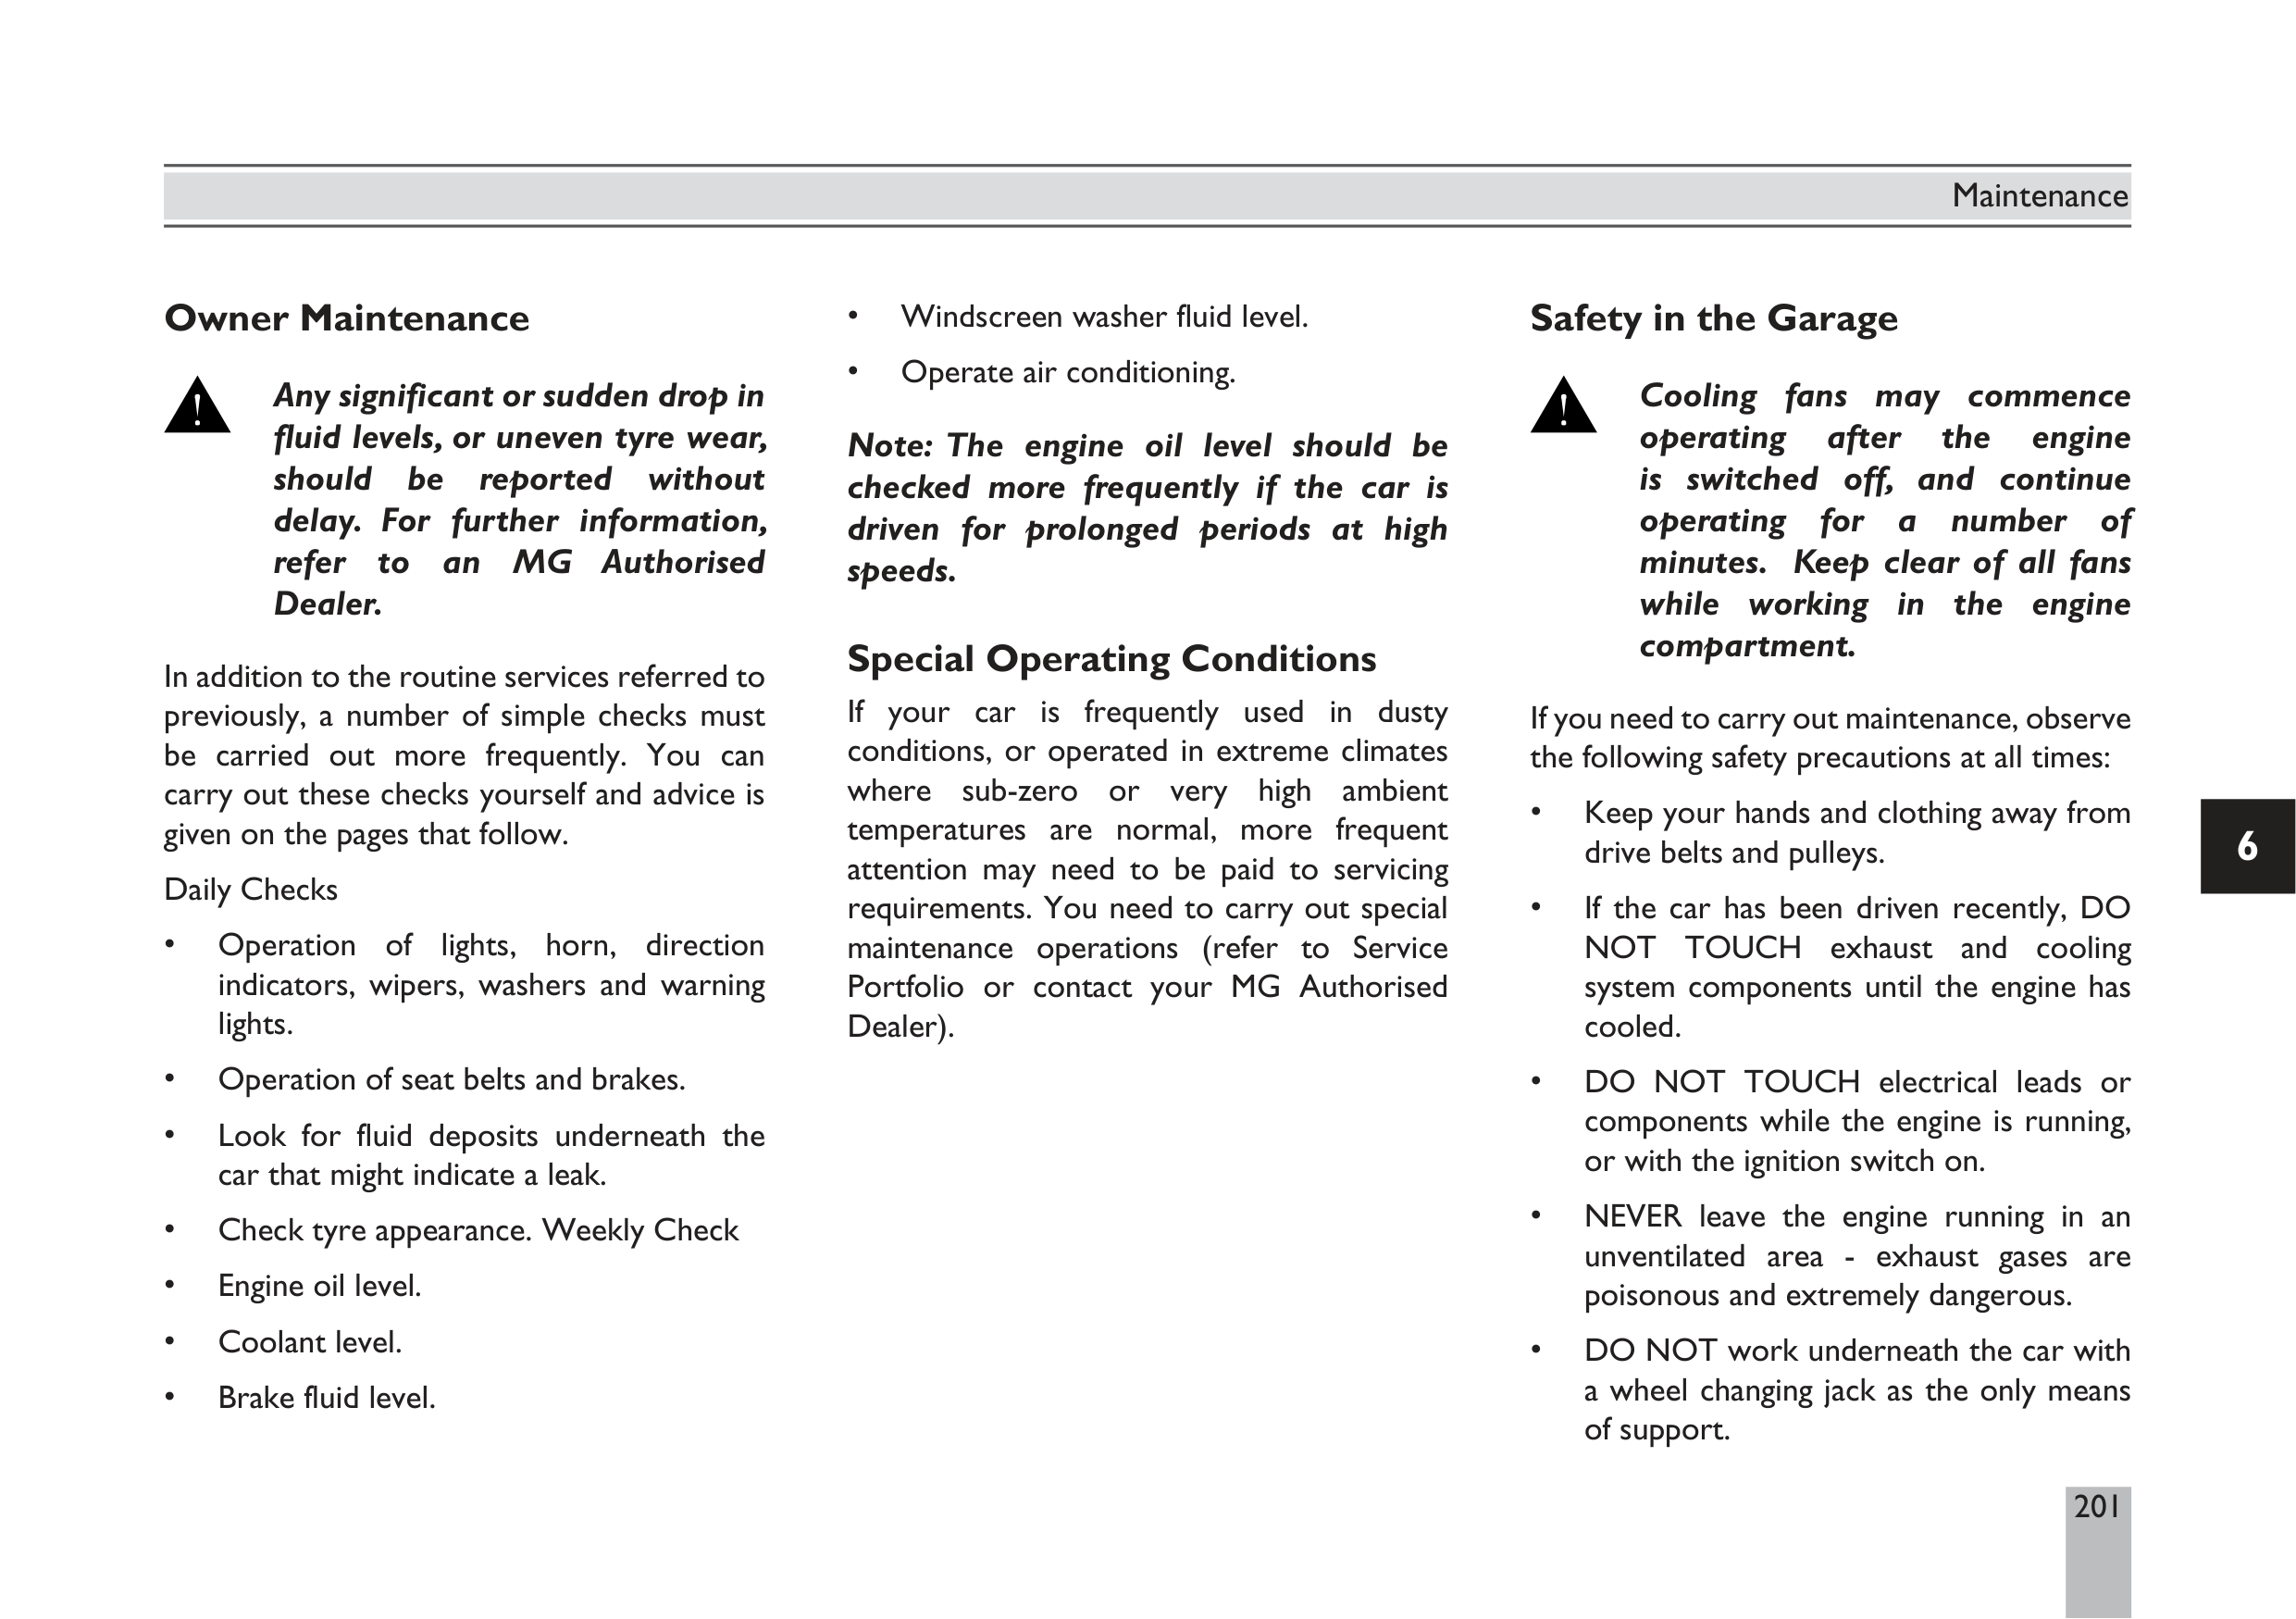 Maintenance
Owner Maintenance
Any significant or sudden drop in
fluid levels, or uneven tyre wear,
should be reported without
delay. For further information,
refer to an MG Authorised
Dealer.
In addition to the routine services referred to
previously, a number of simple checks must
be carried out more frequently. You can
carry out these checks yourself and advice is
given on the pages that follow.
Daily Checks
• Operation of lights, horn, direction
indicators, wipers, washers and warning
lights.
• Operation of seat belts and brakes.
• Look for fluid deposits underneath the
car that might indicate a leak.
• Check tyre appearance. Weekly Check
• Engine oil level.
• Coolant level.
• Brake fluid level.
• Windscreen washer fluid level.
• Operate air conditioning.
Note: The engine oil level should be
checked more frequently if the car is
driven for prolonged periods at high
speeds.
Special Operating Conditions
If your car is frequently used in dusty
conditions, or operated in extreme climates
where sub-zero or very high ambient
temperatures are normal, more frequent
attention may need to be paid to servicing
requirements. You need to carry out special
maintenance operations (refer to Service
Portfolio or contact your MG Authorised
Dealer).
Safety in the Garage
Cooling fans may commence
operating after the engine
is switched off, and continue
operating for a number of
minutes. Keep clear of all fans
while working in the engine
compartment.
If you need to carry out maintenance, observe
the following safety precautions at all times:
• Keep your hands and clothing away from
drive belts and pulleys.
• If the car has been driven recently, DO
NOT TOUCH exhaust and cooling
system components until the engine has
cooled.
• DO NOT TOUCH electrical leads or
components while the engine is running,
or with the ignition switch on.
• NEVER leave the engine running in an
unventilated area - exhaust gases are
poisonous and extremely dangerous.
• DO NOT work underneath the car with
a wheel changing jack as the only means
of support.
6
201